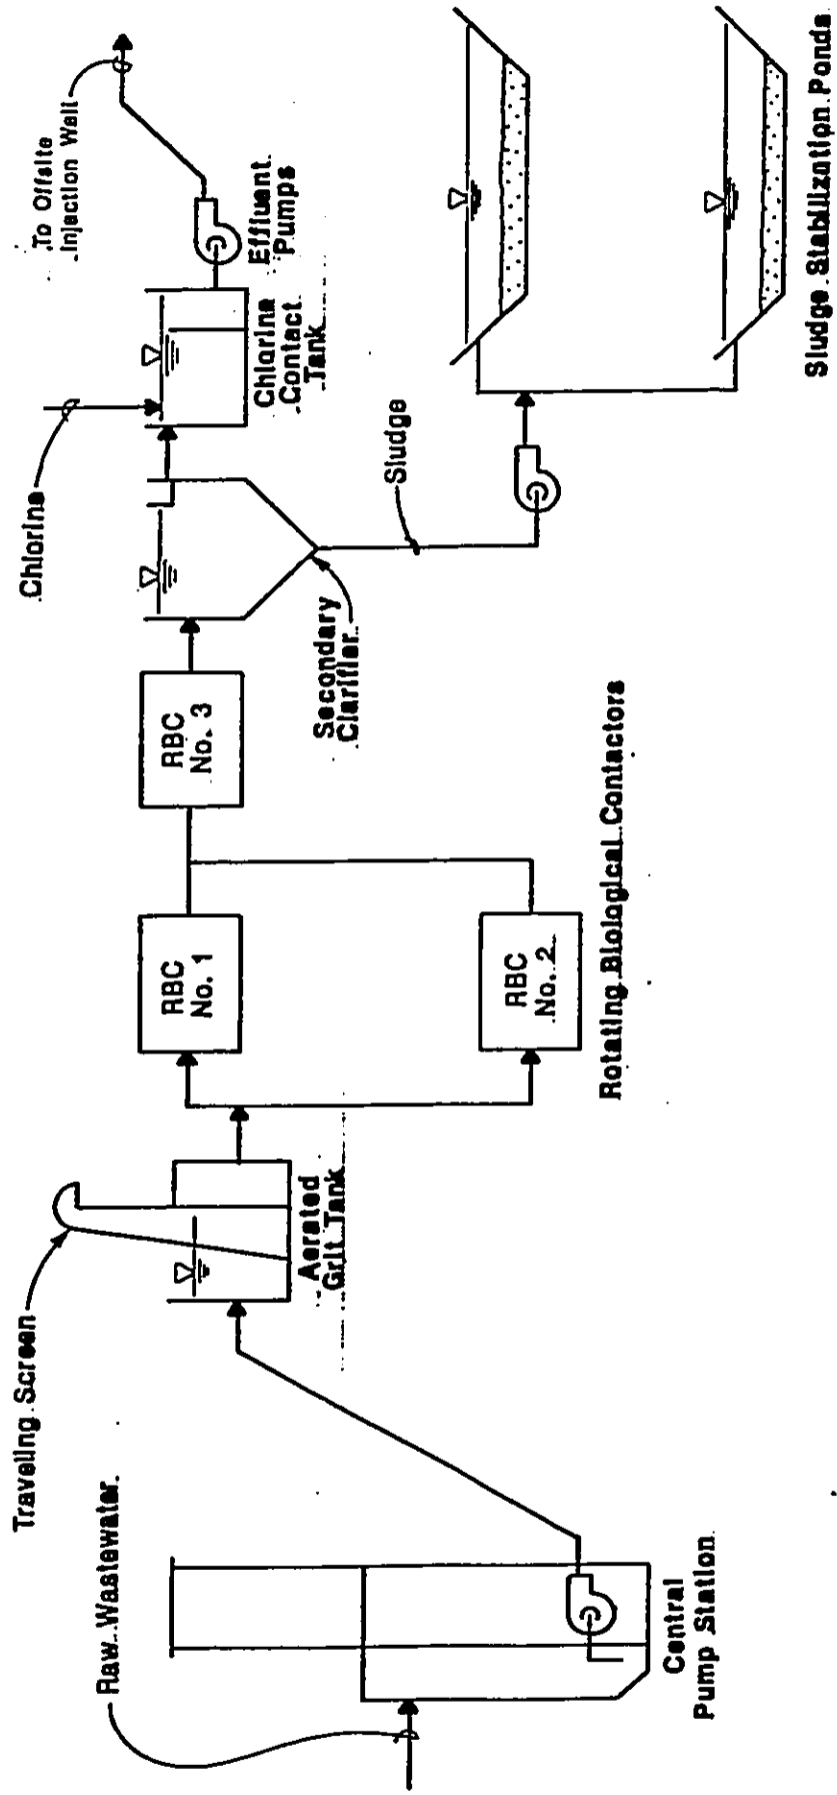 Raw Wastewater
Central
Pump Station
Traveling Screen
Aerated
Grit Tank
RBC
No. 1
RBC
No. 2
Rotating Biological Contactors
RBC
No. 3
Secondary
Clarifier
Sludge
Chlorine
Chlorine
Contact
Tank
Effluent
Pumps
To Offsite
Injection Well
Sludge Stabilization Ponds